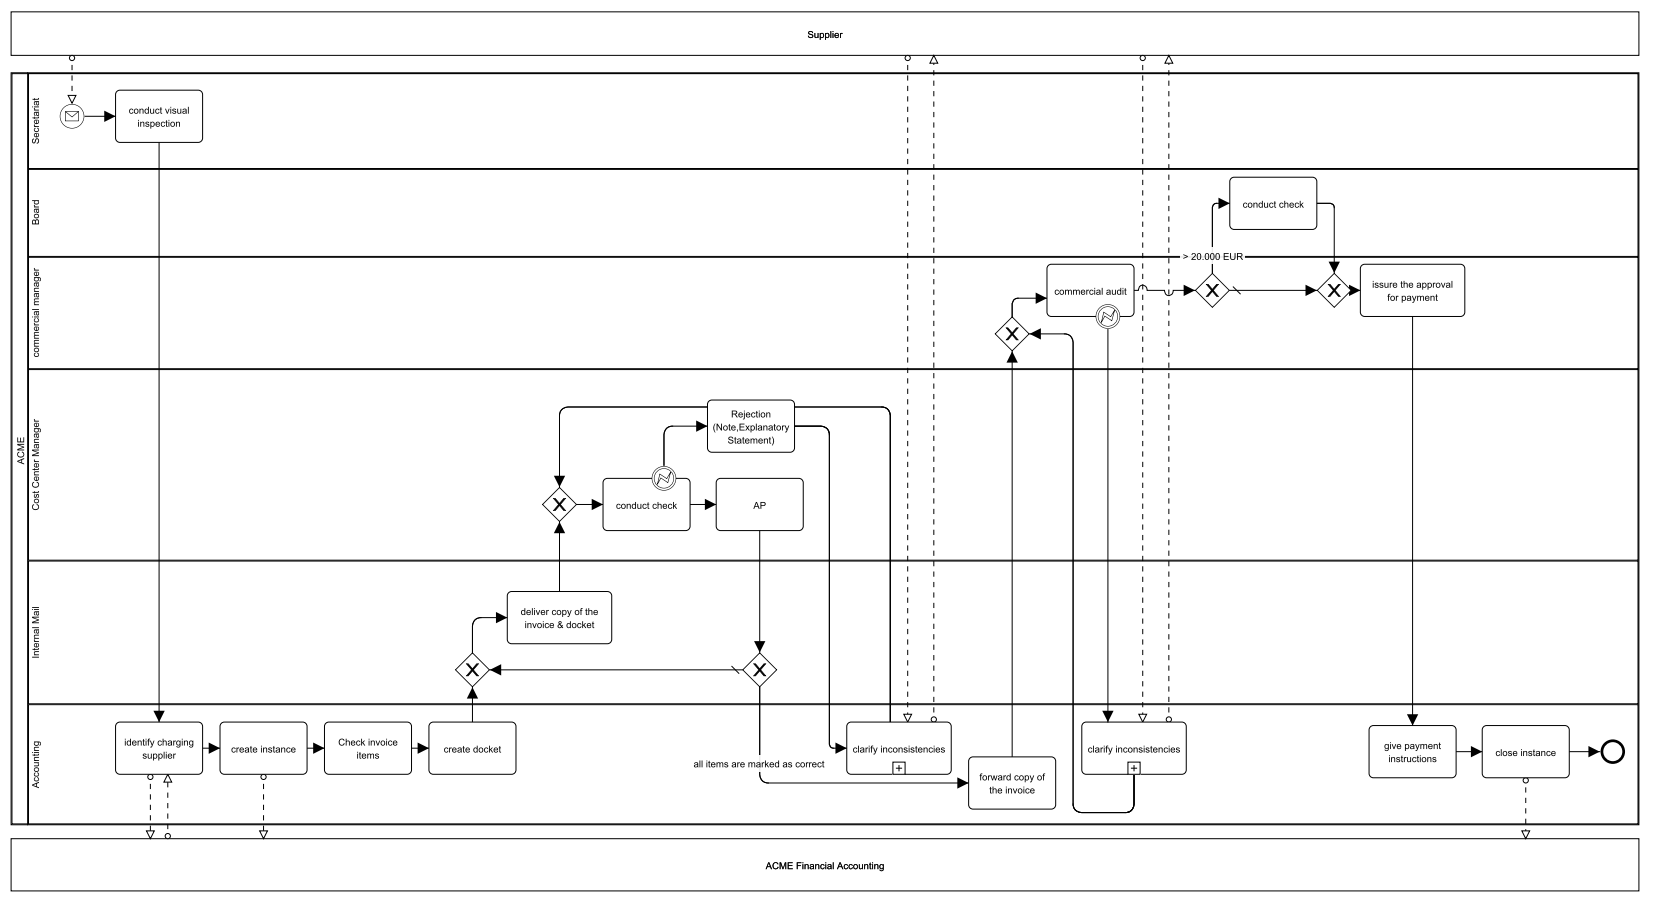 Supplier
ACME
Secretariat
conduct visual
inspection
Board
conduct check
> 20.000 EUR
commercial manager
commercial audit
issure the approval
for payment
Cost Center Manager
Rejection
(Note,Explanatory
Statement)
conduct check
AP
Internal Mail
deliver copy of the
invoice & docket
Accounting
identify charging
supplier
create instance
Check invoice
items
create docket
all items are marked as correct
clarify inconsistencies
forward copy of
the invoice
clarify inconsistencies
give payment
instructions
close instance
ACME Financial Accounting